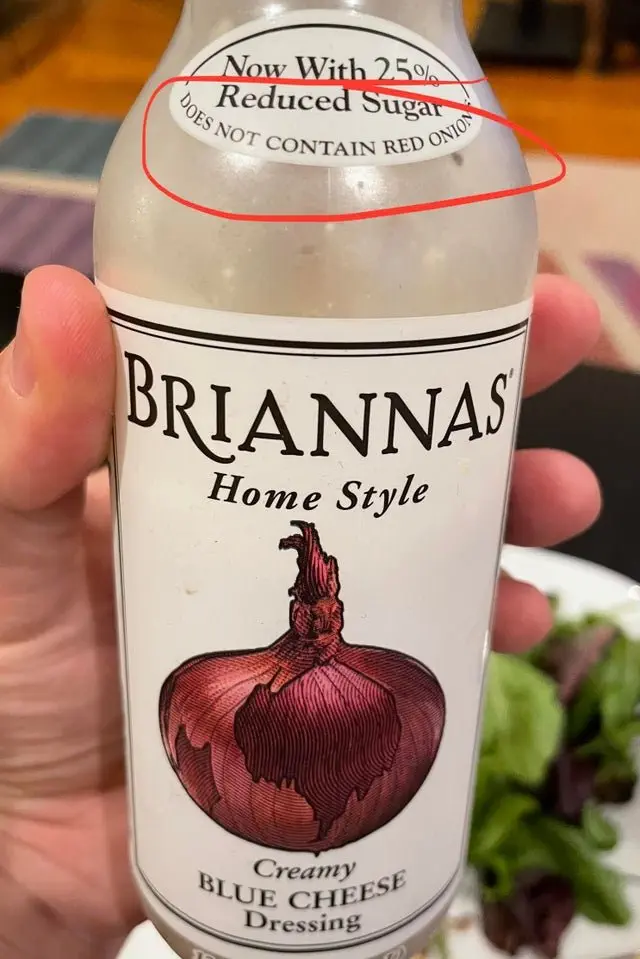 Now With 25%
Reduced Sugar
DOES NOT CONTAIN RED ONION
BRIANNAS®
Home Style
Creamy
BLUE CHEESE
Dressing